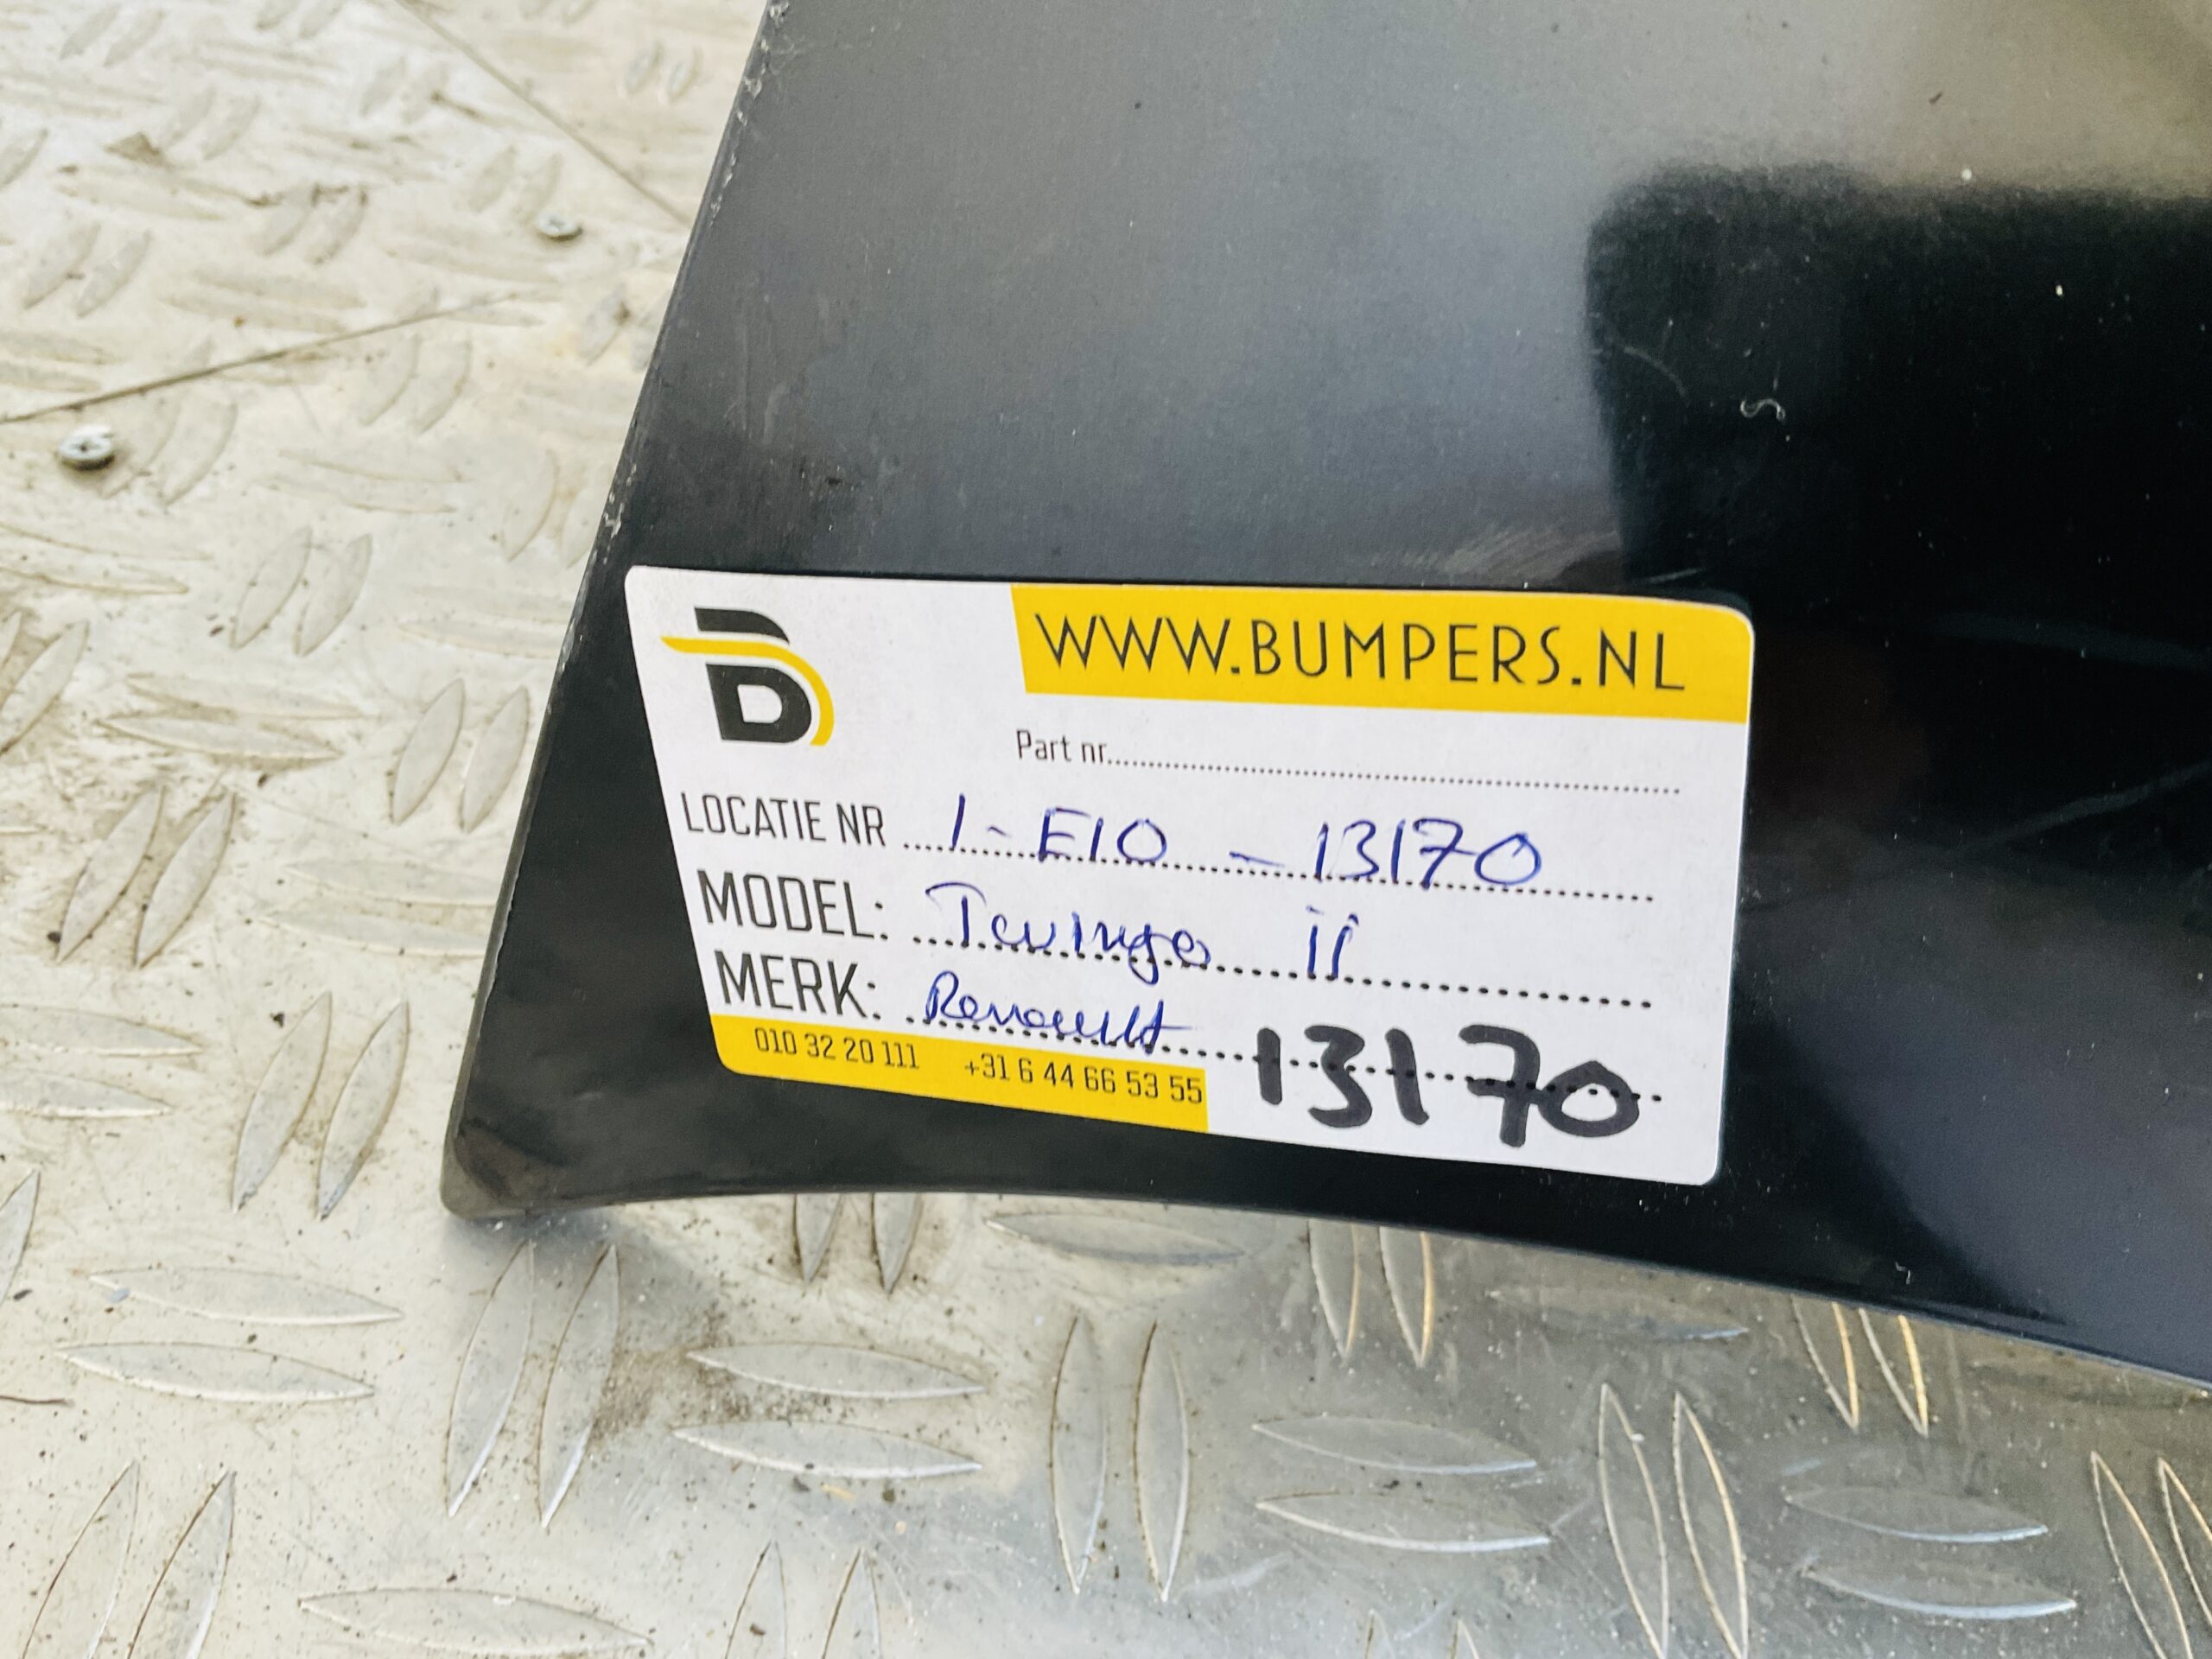 B
WWW.BUMPERS.NL
Part nr..........
LOCATIE NR 1-E10 - 13170
MODEL: Twingo ii
MERK: Renault
13170
010 32 20 111 +31 6 44 66 53 55